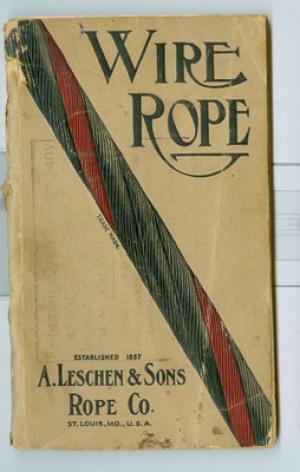 WIRE
ROPE
TRADE MARK
ESTABLISHED 1857
A. LESCHEN & SONS
ROPE CO.
ST. LOUIS, MO., U.S.A.